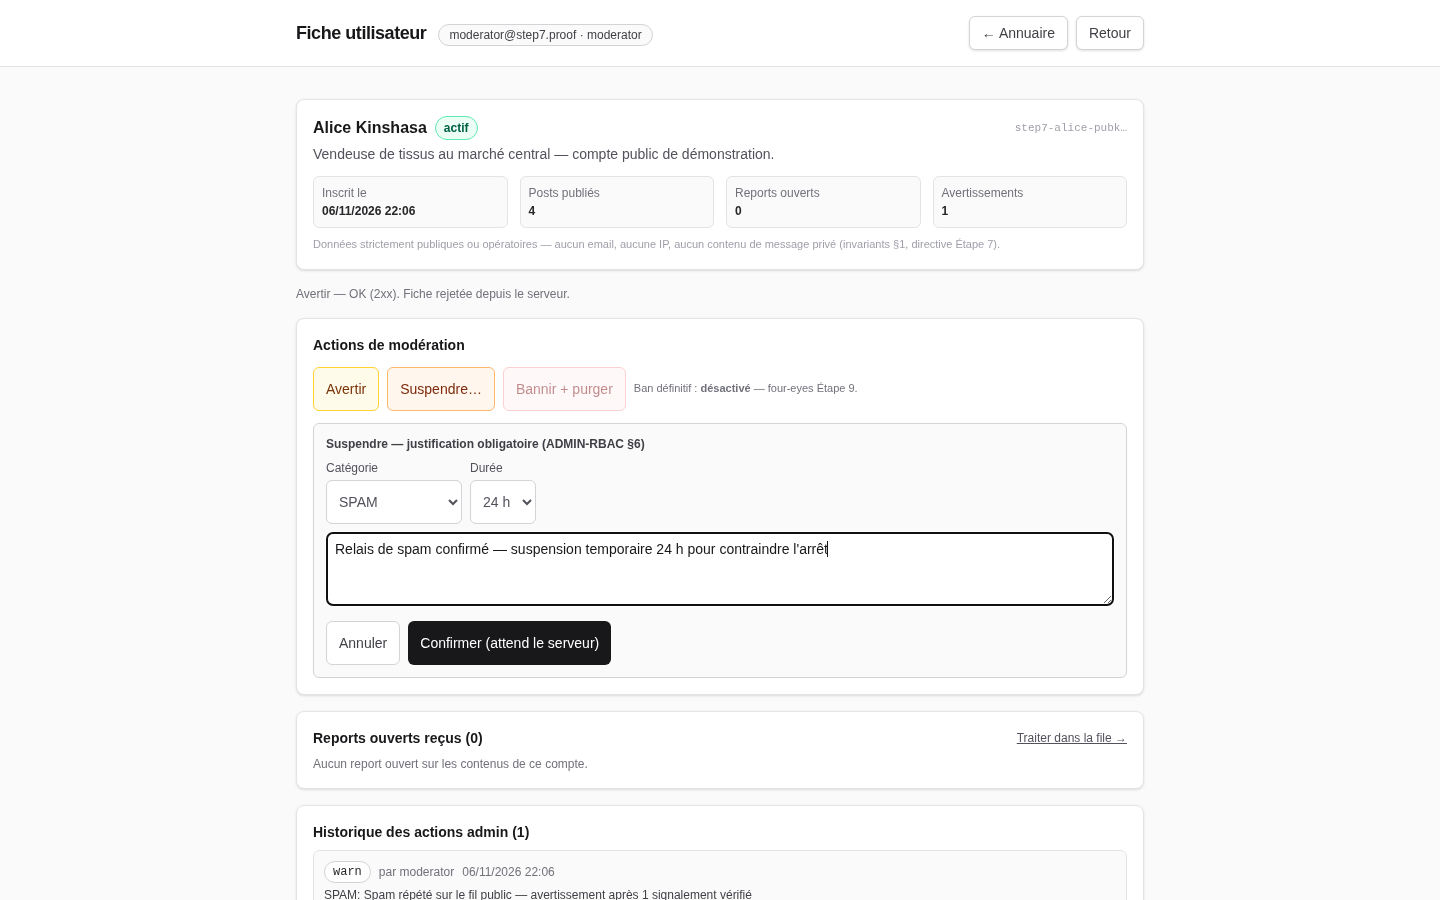 Fiche utilisateur
moderator@step7.proof · moderator
← Annuaire
Retour
Alice Kinshasa
actif
step7-alice-pubk…
Vendeuse de tissus au marché central — compte public de démonstration.
Inscrit le
06/11/2026 22:06
Posts publiés
4
Reports ouverts
0
Avertissements
1
Données strictement publiques ou opératoires — aucun email, aucune IP, aucun contenu de message privé (invariants §1, directive Étape 7).
Avertir — OK (2xx). Fiche rejetée depuis le serveur.
Actions de modération
Avertir
Suspendre…
Bannir + purger
Ban définitif : désactivé — four-eyes Étape 9.
Suspendre — justification obligatoire (ADMIN-RBAC §6)
Catégorie
Durée
SPAM
24 h
Relais de spam confirmé — suspension temporaire 24 h pour contraindre l'arrêt
Annuler
Confirmer (attend le serveur)
Reports ouverts reçus (0)
Traiter dans la file →
Aucun report ouvert sur les contenus de ce compte.
Historique des actions admin (1)
warn
par moderator
06/11/2026 22:06
SPAM: Spam répété sur le fil public — avertissement après 1 signalement vérifié